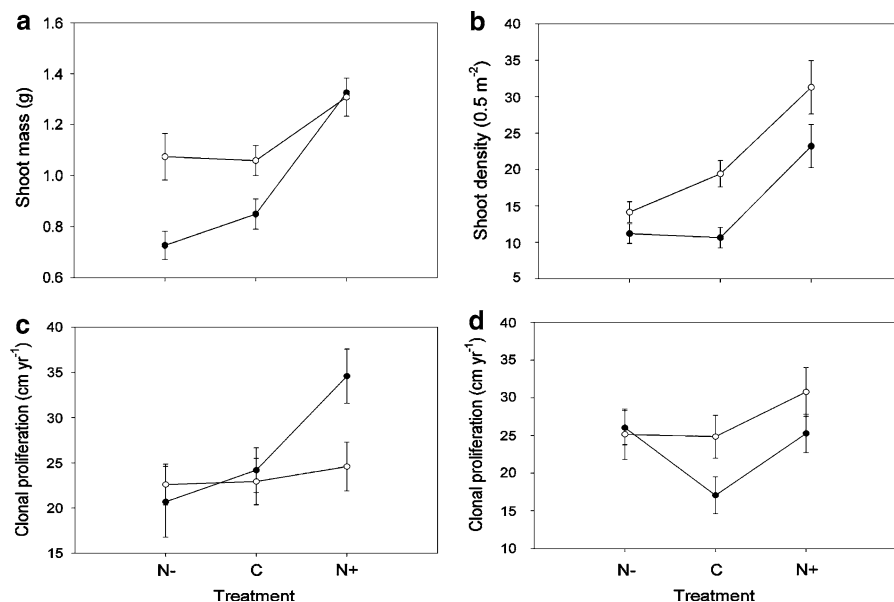 a
1.6
1.4
1.2
1.0
0.8
0.6
Shoot mass (g)
b
40
35
30
25
20
15
10
5
Shoot density (0.5 m⁻²)
c
40
35
30
25
20
15
Clonal proliferation (cm yr⁻¹)
N- C N+
Treatment
d
40
35
30
25
20
15
10
Clonal proliferation (cm yr⁻¹)
N- C N+
Treatment